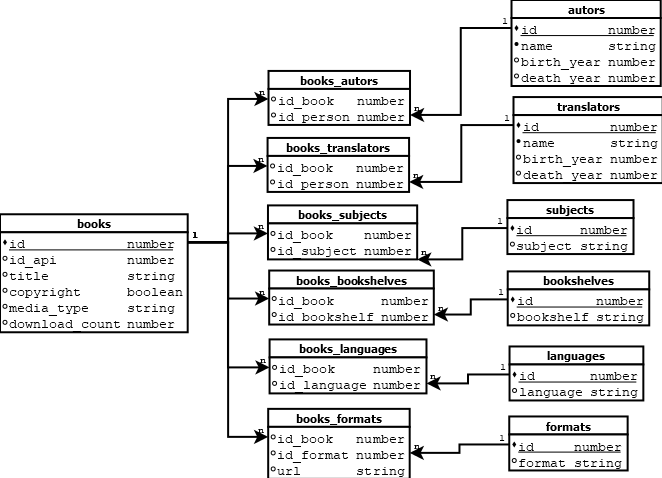 autors
id number
name string
birth_year number
death_year number
books_autors
id_book number
id_person number
translators
id number
name string
birth_year number
death_year number
books_translators
id_book number
id_person number
books
id number
id_api number
title string
copyright boolean
media_type string
download_count number
books_subjects
id_book number
id_subject number
subjects
id number
subject string
books_bookshelves
id_book number
id_bookshelf number
bookshelves
id number
bookshelf string
books_languages
id_book number
id_language number
languages
id number
language string
books_formats
id_book number
id_format number
url string
formats
id number
format string
1
1
1
1
1
1
1
n
n
n
n
n
n
n
n
n
n
n
n